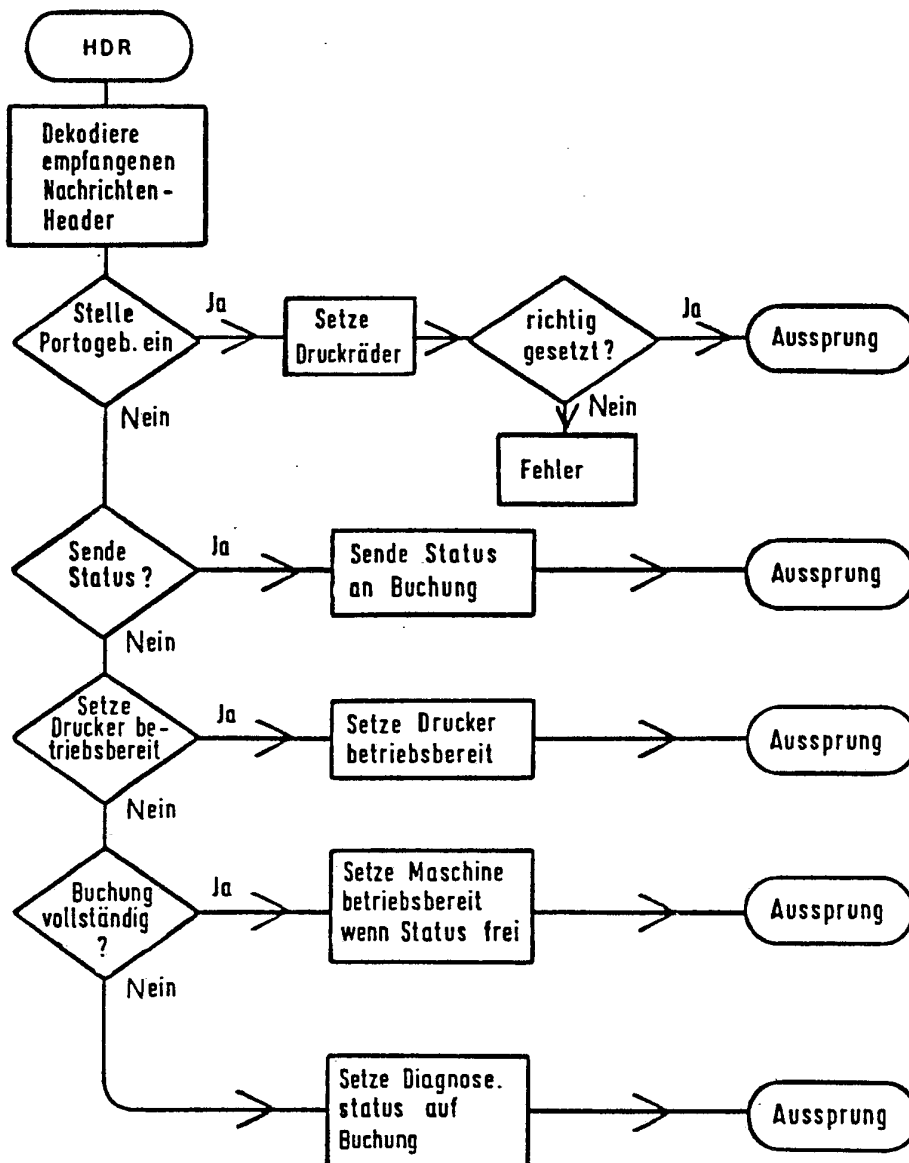 HDR
Dekodiere
empfangenen
Nachrichten-
Header
Stelle
Portogeb. ein
Ja
Setze
Druckräder
richtig
gesetzt?
Ja
Aussprung
Nein
Nein
Fehler
Sende
Status?
Ja
Sende Status
an Buchung
Aussprung
Nein
Setze
Drucker be-
triebsbereit
Ja
Setze Drucker
betriebsbereit
Aussprung
Nein
Buchung
vollständig
?
Ja
Setze Maschine
betriebsbereit
wenn Status frei
Aussprung
Nein
Setze Diagnose.
status auf
Buchung
Aussprung